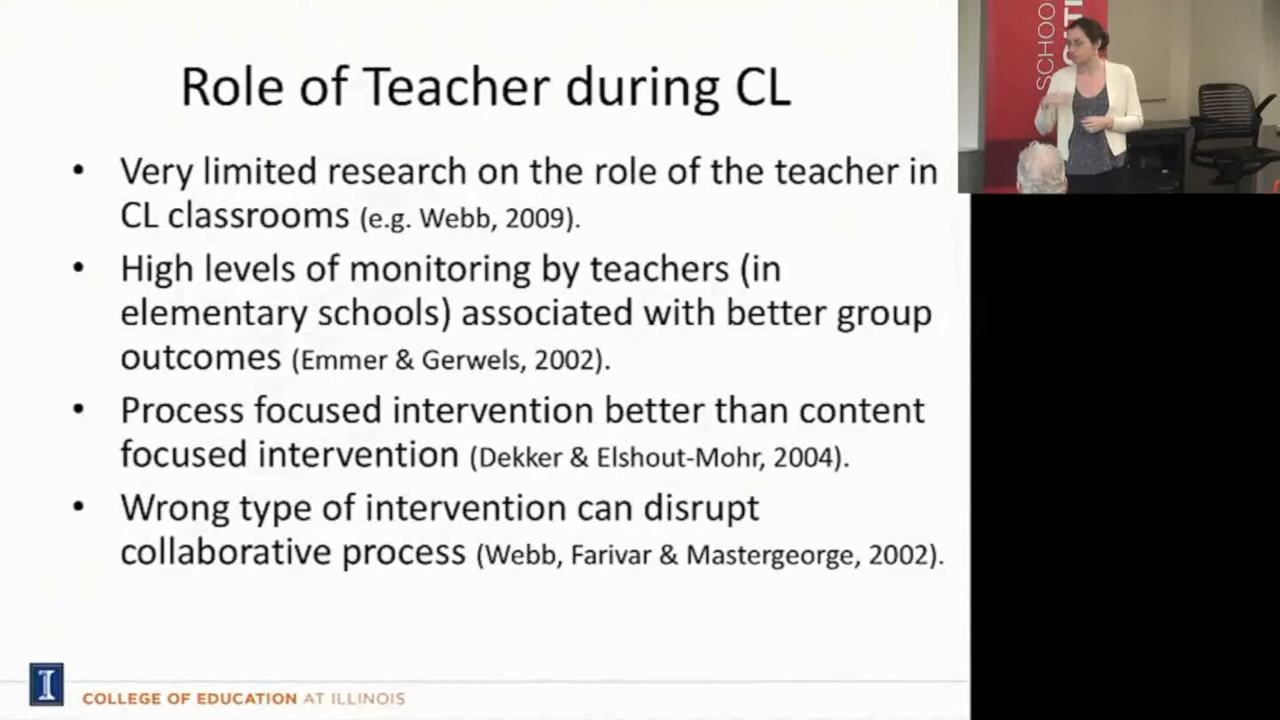 Role of Teacher during CL
• Very limited research on the role of the teacher in
CL classrooms (e.g. Webb, 2009).
• High levels of monitoring by teachers (in
elementary schools) associated with better group
outcomes (Emmer & Gerwels, 2002).
• Process focused intervention better than content
focused intervention (Dekker & Elshout-Mohr, 2004).
• Wrong type of intervention can disrupt
collaborative process (Webb, Farivar & Mastergeorge, 2002).
I
COLLEGE OF EDUCATION AT ILLINOIS
SCHOO